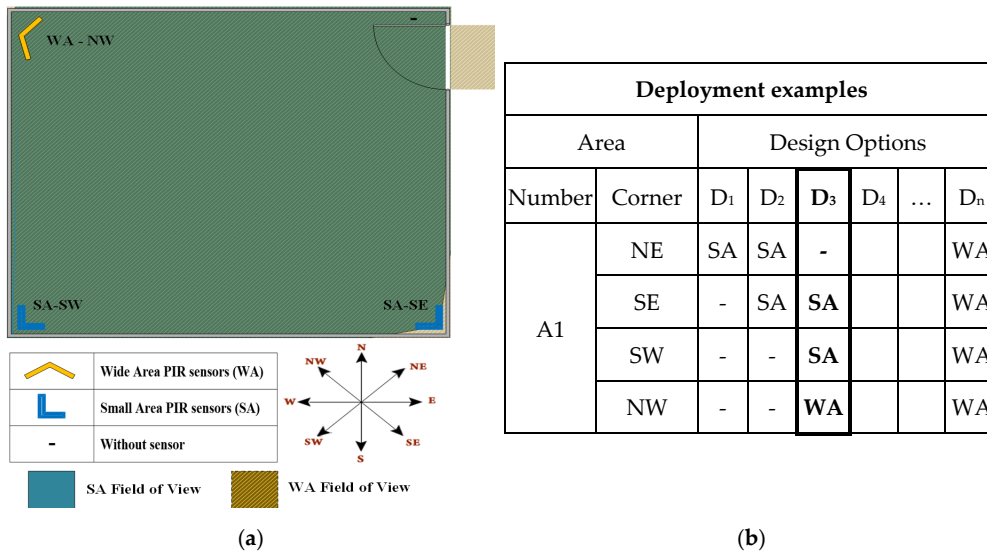 -
WA - NW
SA-SW
SA-SE
Wide Area PIR sensors (WA)
Small Area PIR sensors (SA)
- Without sensor
N
NW NE
W E
SW SE
S
SA Field of View WA Field of View
(a)
Deployment examples
Area Design Options
Number Corner D₁ D₂ D₃ D₄ … Dₙ
A1
NE SA SA - WA
SE - SA SA WA
SW - - SA WA
NW - - WA WA
(b)